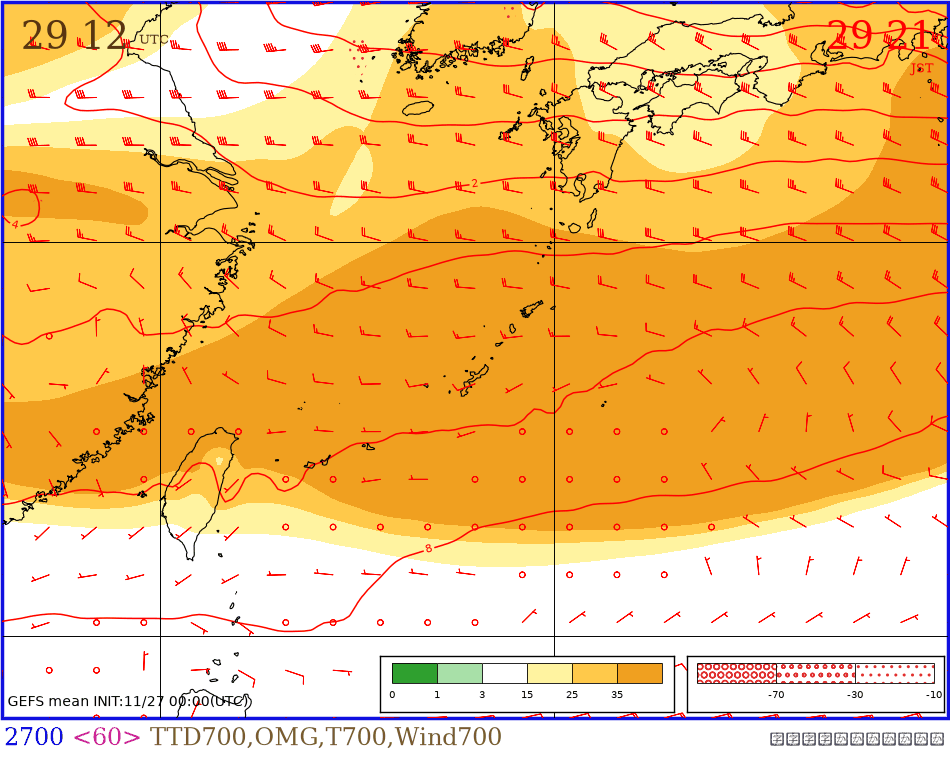 29 12 UTC
29 21
JST
2
4
8
GEFS mean INIT:11/27 00:00(UTC)
0 1 3 15 25 35
-70 -30 -10
2700 <60> TTD700,OMG,T700,Wind700